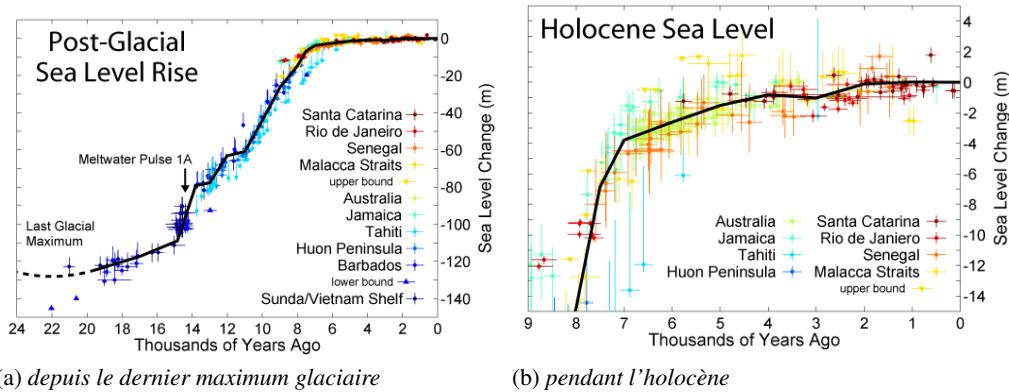 Post-Glacial
Sea Level Rise
Meltwater Pulse 1A
Last Glacial
Maximum
Santa Catarina
Rio de Janeiro
Senegal
Malacca Straits
upper bound
Australia
Jamaica
Tahiti
Huon Peninsula
Barbados
lower bound
Sunda/Vietnam Shelf
0
-20
-40
-60
-80
-100
-120
-140
Sea Level Change (m)
24 22 20 18 16 14 12 10 8 6 4 2 0
Thousands of Years Ago
(a) depuis le dernier maximum glaciaire
Holocene Sea Level
4
2
0
-2
-4
-6
-8
-10
-12
-14
Sea Level Change (m)
Australia
Jamaica
Tahiti
Huon Peninsula
Santa Catarina
Rio de Janiero
Senegal
Malacca Straits
upper bound
9 8 7 6 5 4 3 2 1 0
Thousands of Years Ago
(b) pendant l'holocène